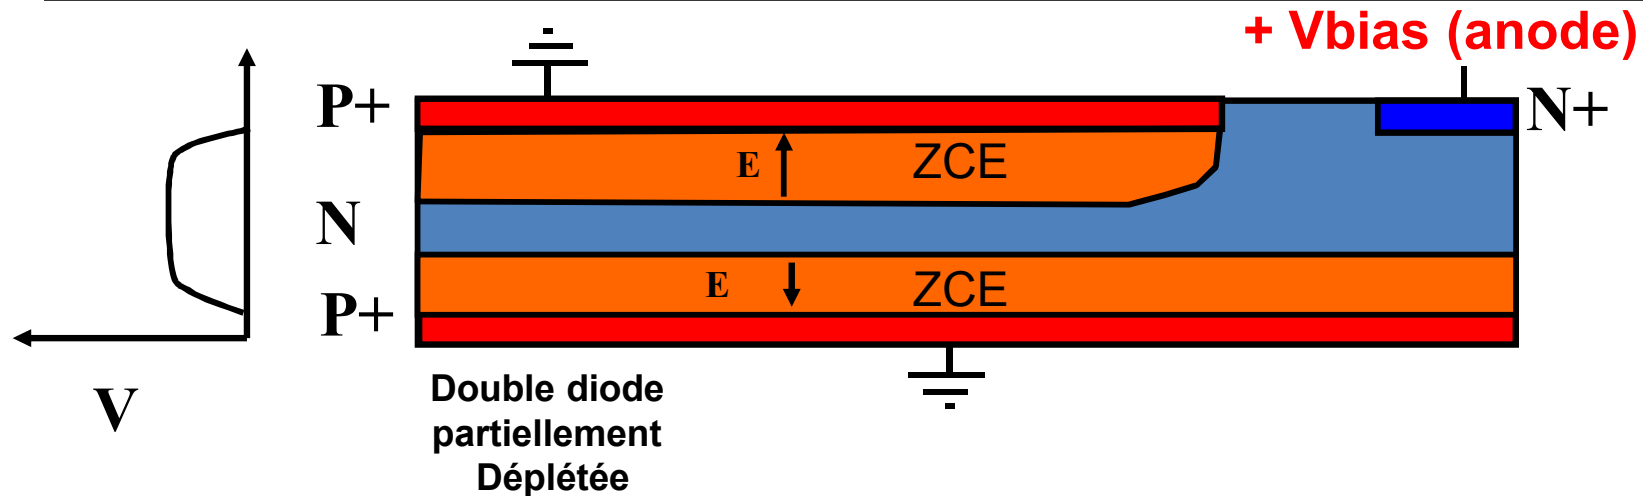 + Vbias (anode)
P+
N+
E
ZCE
N
E
ZCE
P+
V
Double diode
partiellement
Déplétée